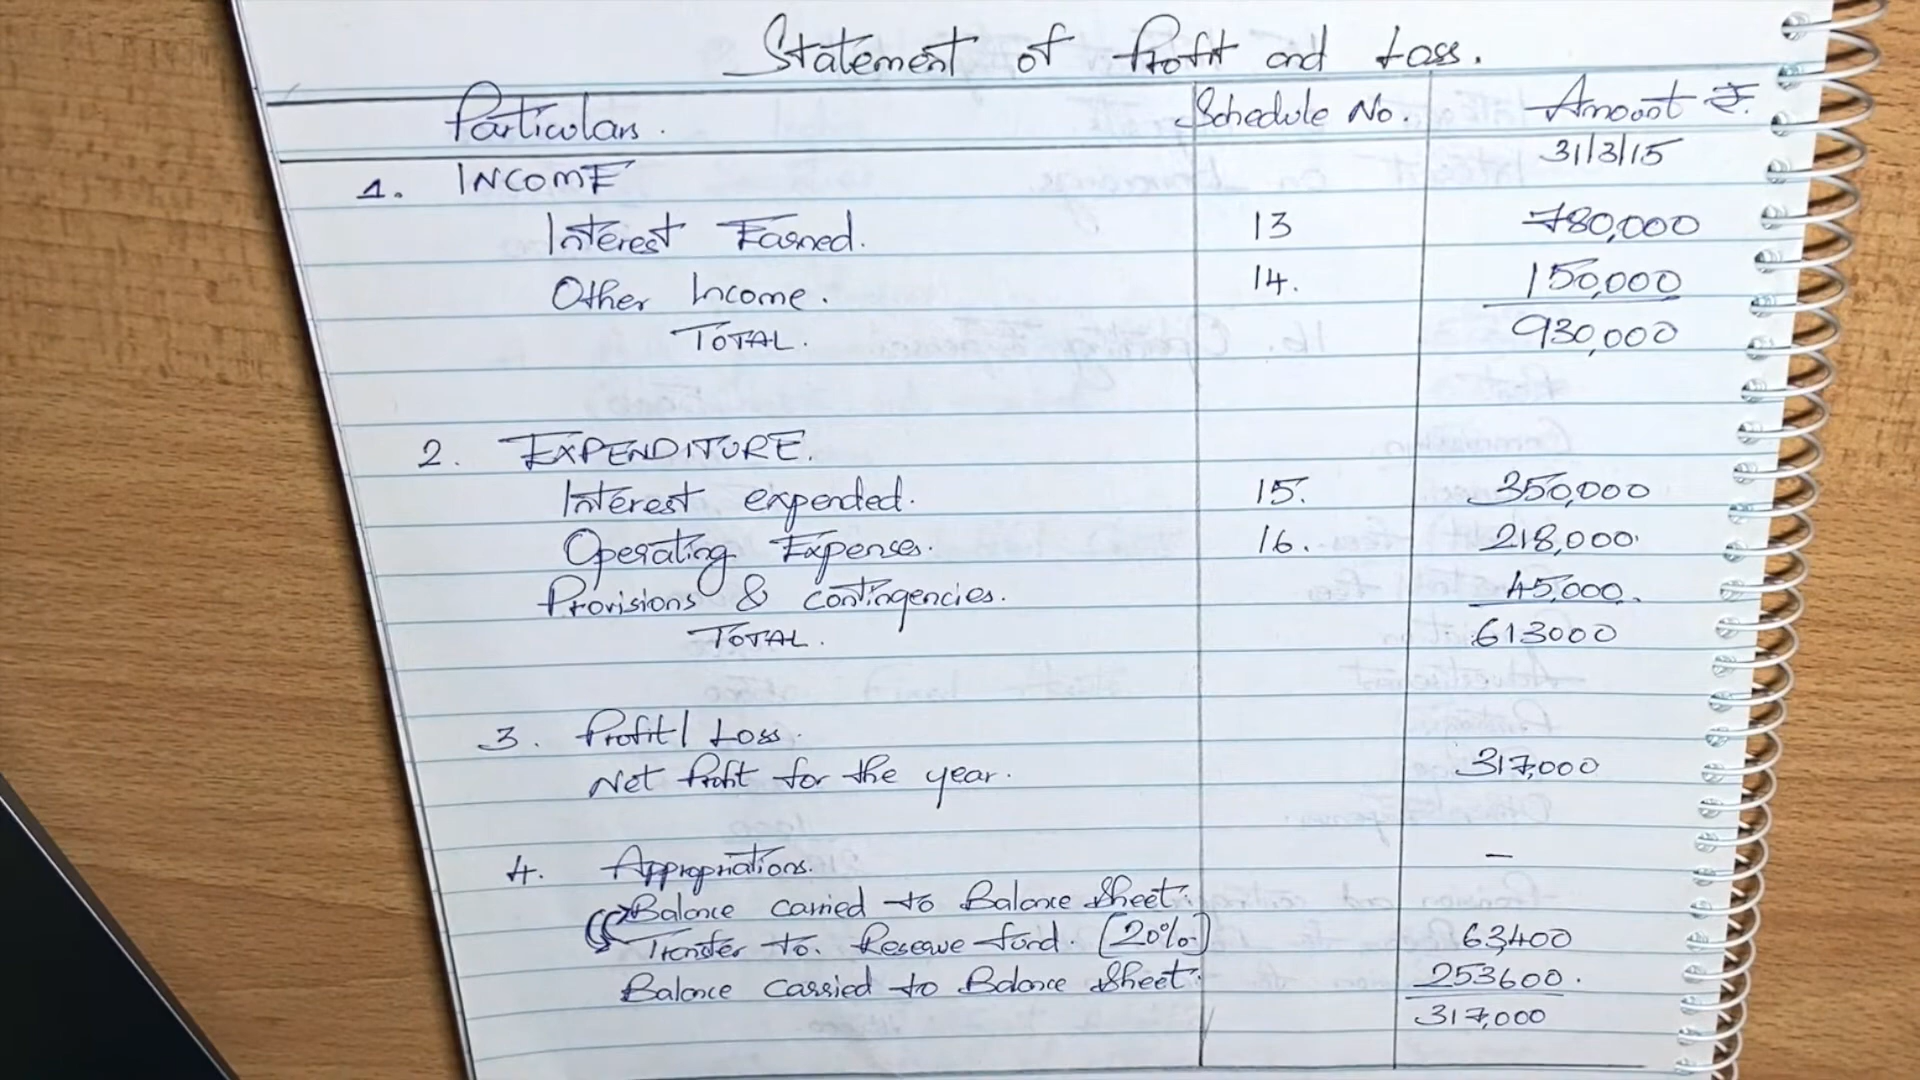 Statement of Profit and Loss.
Particulars. Schedule No. Amount ₹.
31/3/15
1. INCOME
Interest Earned. 13 780,000
Other Income. 14. 150,000
TOTAL. 930,000
2. EXPENDITURE.
Interest expended. 15. 350,000
Operating Expenses. 16. 218,000.
Provisions & contingencies. 45,000.
TOTAL. 613000
3. Profit/Loss.
Net Profit for the year. 317,000
4. Appropriations. –
Balance carried to Balance Sheet.
Transfer to. Reserve fund. [20%.] 63,400
Balance carried to Balance Sheet. 253600.
317,000